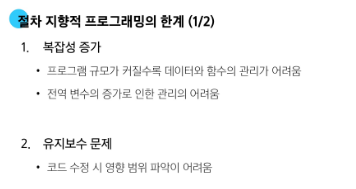 절차 지향적 프로그래밍의 한계 (1/2)
1. 복잡성 증가
• 프로그램 규모가 커질수록 데이터와 함수의 관리가 어려움
• 전역 변수의 증가로 인한 관리의 어려움
2. 유지보수 문제
• 코드 수정 시 영향 범위 파악이 어려움